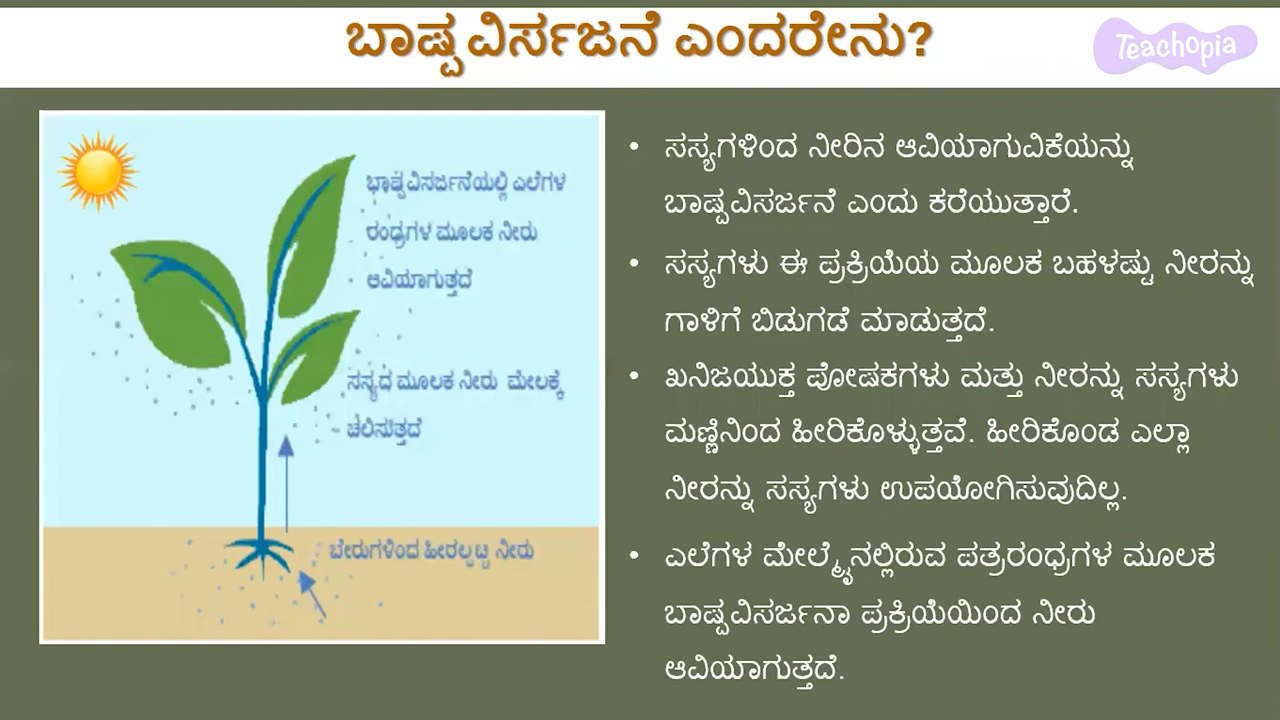 ಬಾಷ್ಪವಿರ್ಸಜನೆ ಎಂದರೇನು?
Teachopia
ಭಾಷ್ಪವಿಸರ್ಜನೆಯಲ್ಲಿ ಎಲೆಗಳ
ರಂಧ್ರಗಳ ಮೂಲಕ ನೀರು
ಆವಿಯಾಗುತ್ತದೆ
ಸಸ್ಯದ ಮೂಲಕ ನೀರು ಮೇಲಕ್ಕೆ
ಚಲಿಸುತ್ತದೆ
ಬೇರುಗಳಿಂದ ಹೀರಲ್ಪಟ್ಟ ನೀರು
• ಸಸ್ಯಗಳಿಂದ ನೀರಿನ ಆವಿಯಾಗುವಿಕೆಯನ್ನು
ಬಾಷ್ಪವಿಸರ್ಜನೆ ಎಂದು ಕರೆಯುತ್ತಾರೆ.
• ಸಸ್ಯಗಳು ಈ ಪ್ರಕ್ರಿಯೆಯ ಮೂಲಕ ಬಹಳಷ್ಟು ನೀರನ್ನು
ಗಾಳಿಗೆ ಬಿಡುಗಡೆ ಮಾಡುತ್ತದೆ.
• ಖನಿಜಯುಕ್ತ ಪೋಷಕಗಳು ಮತ್ತು ನೀರನ್ನು ಸಸ್ಯಗಳು
ಮಣ್ಣಿನಿಂದ ಹೀರಿಕೊಳ್ಳುತ್ತವೆ. ಹೀರಿಕೊಂಡ ಎಲ್ಲಾ
ನೀರನ್ನು ಸಸ್ಯಗಳು ಉಪಯೋಗಿಸುವುದಿಲ್ಲ.
• ಎಲೆಗಳ ಮೇಲ್ಮೈನಲ್ಲಿರುವ ಪತ್ರರಂಧ್ರಗಳ ಮೂಲಕ
ಬಾಷ್ಪವಿಸರ್ಜನಾ ಪ್ರಕ್ರಿಯೆಯಿಂದ ನೀರು
ಆವಿಯಾಗುತ್ತದೆ.